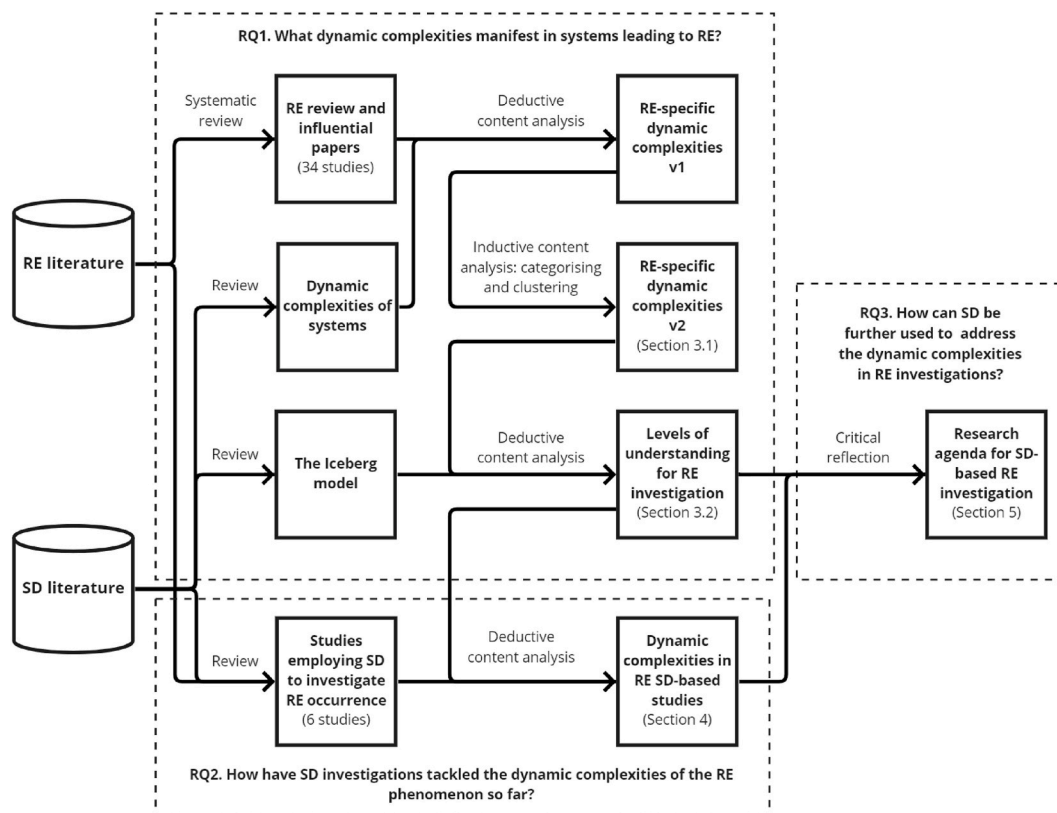 RQ1. What dynamic complexities manifest in systems leading to RE?
Systematic
review
RE review and
influential
papers
(34 studies)
Deductive
content analysis
RE-specific
dynamic
complexities
v1
RE literature
Review
Dynamic
complexities of
systems
Inductive content
analysis: categorising
and clustering
RE-specific
dynamic
complexities
v2
(Section 3.1)
RQ3. How can SD be
further used to address
the dynamic complexities
in RE investigations?
Review
The Iceberg
model
Deductive
content analysis
Levels of
understanding
for RE
investigation
(Section 3.2)
Critical
reflection
Research
agenda for SD-
based RE
investigation
(Section 5)
SD literature
Review
Studies
employing SD
to investigate
RE occurrence
(6 studies)
Deductive
content analysis
Dynamic
complexities in
RE SD-based
studies
(Section 4)
RQ2. How have SD investigations tackled the dynamic complexities of the RE
phenomenon so far?